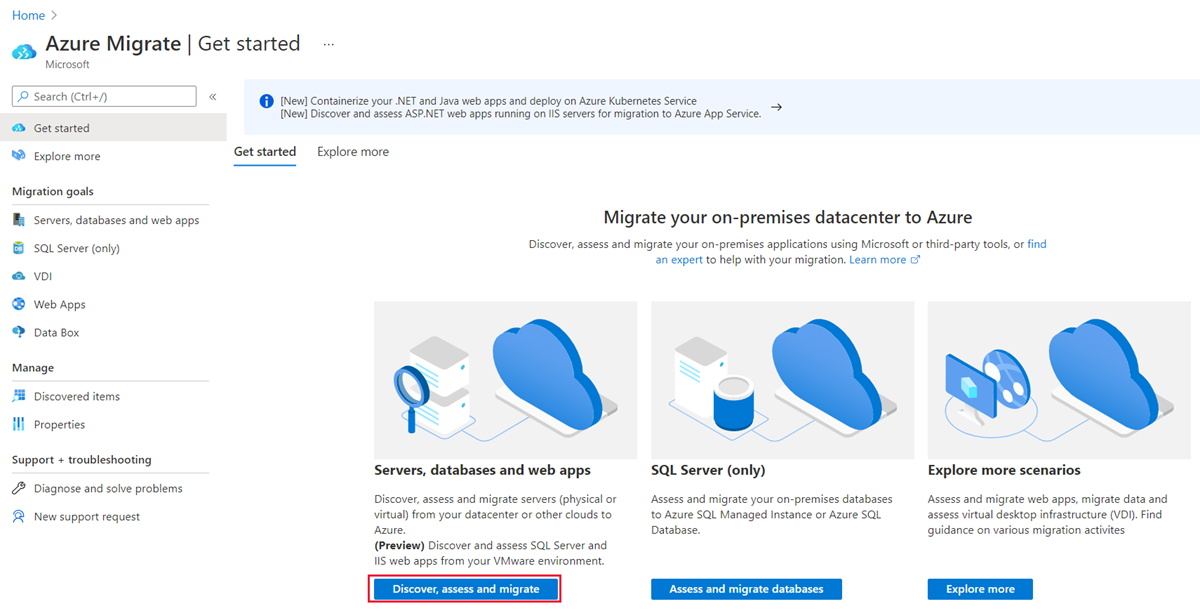 Home >
Azure Migrate | Get started ...
Microsoft
Search (Ctrl+/) «
Get started
Explore more
Migration goals
Servers, databases and web apps
SQL Server (only)
VDI
Web Apps
Data Box
Manage
Discovered items
Properties
Support + troubleshooting
Diagnose and solve problems
New support request
[New] Containerize your .NET and Java web apps and deploy on Azure Kubernetes Service
[New] Discover and assess ASP.NET web apps running on IIS servers for migration to Azure App Service. →
Get started Explore more
Migrate your on-premises datacenter to Azure
Discover, assess and migrate your on-premises applications using Microsoft or third-party tools, or find
an expert to help with your migration. Learn more
Servers, databases and web apps
Discover, assess and migrate servers (physical or
virtual) from your datacenter or other clouds to
Azure.
(Preview) Discover and assess SQL Server and
IIS web apps from your VMware environment.
Discover, assess and migrate
SQL Server (only)
Assess and migrate your on-premises databases
to Azure SQL Managed Instance or Azure SQL
Database.
Assess and migrate databases
Explore more scenarios
Assess and migrate web apps, migrate data and
assess virtual desktop infrastructure (VDI). Find
guidance on various migration activites
Explore more